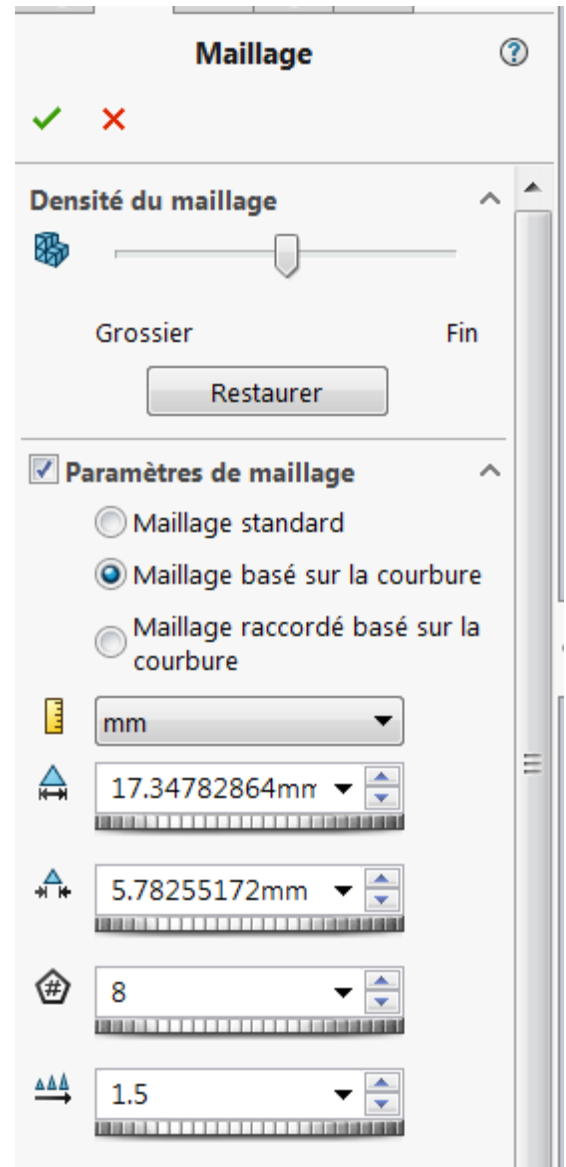 Maillage
Densité du maillage
Grossier
Fin
Restaurer
Paramètres de maillage
Maillage standard
Maillage basé sur la courbure
Maillage raccordé basé sur la
courbure
mm
17.34782864mm
5.78255172mm
#
8
1.5